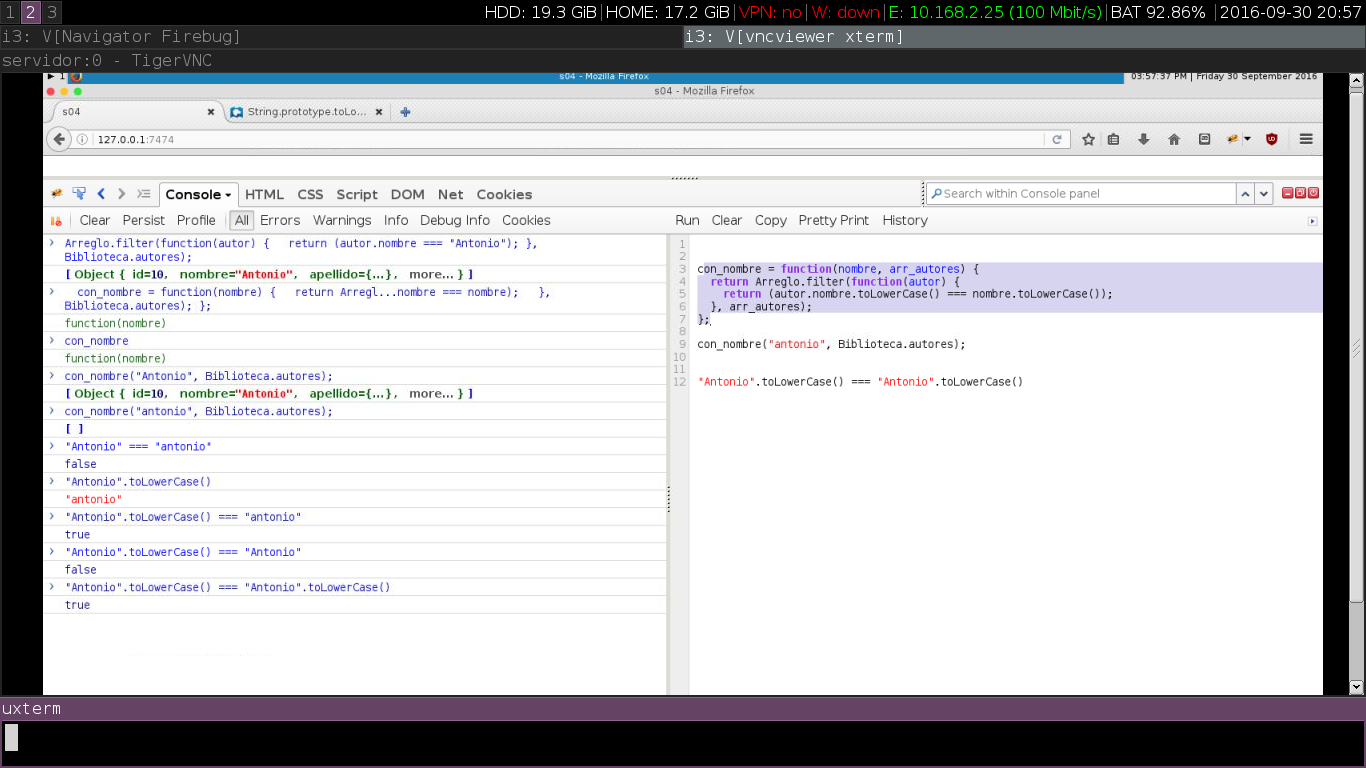 1 2 3 HDD: 19.3 GiB|HOME: 17.2 GiB|VPN: no|W: down|E: 10.168.2.25 (100 Mbit/s)|BAT 92.86% |2016-09-30 20:57
i3: V[Navigator Firebug] i3: V[vncviewer xterm]
servidor:0 - TigerVNC
1 s04 - Mozilla Firefox 03:57:37 PM | Friday 30 September 2016
s04 - Mozilla Firefox
s04 String.prototype.toLo...
127.0.0.1:7474
Console HTML CSS Script DOM Net Cookies Search within Console panel
Clear Persist Profile All Errors Warnings Info Debug Info Cookies Run Clear Copy Pretty Print History
Arreglo.filter(function(autor) {   return (autor.nombre === "Antonio"); },
Biblioteca.autores);
[ Object { id=10, nombre="Antonio", apellido={...}, more... } ]
con_nombre = function(nombre) {   return Arregl...nombre === nombre);   },
Biblioteca.autores); };
function(nombre)
con_nombre
function(nombre)
con_nombre("Antonio", Biblioteca.autores);
[ Object { id=10, nombre="Antonio", apellido={...}, more... } ]
con_nombre("antonio", Biblioteca.autores);
[ ]
"Antonio" === "antonio"
false
"Antonio".toLowerCase()
"antonio"
"Antonio".toLowerCase() === "antonio"
true
"Antonio".toLowerCase() === "Antonio"
false
"Antonio".toLowerCase() === "Antonio".toLowerCase()
true
1
2
3 con_nombre = function(nombre, arr_autores) {
4   return Arreglo.filter(function(autor) {
5     return (autor.nombre.toLowerCase() === nombre.toLowerCase());
6   }, arr_autores);
7 };
8
9 con_nombre("antonio", Biblioteca.autores);
10
11
12 "Antonio".toLowerCase() === "Antonio".toLowerCase()
uxterm